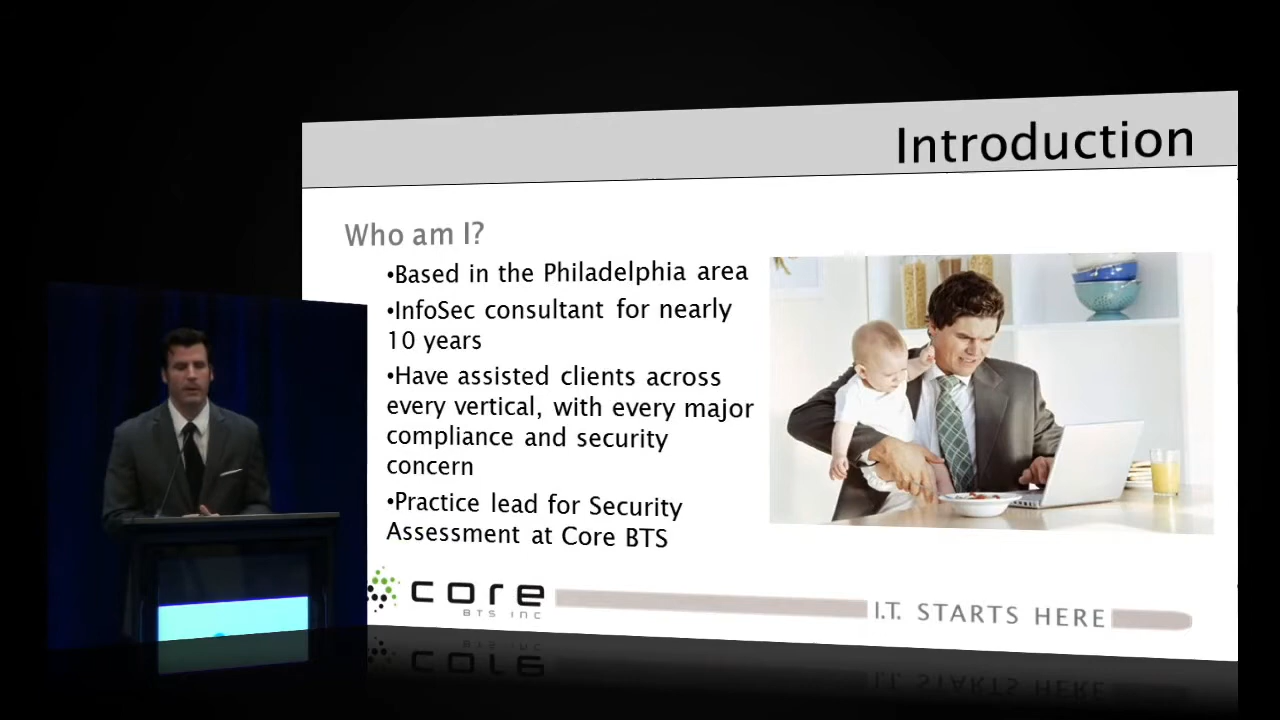 Introduction
Who am I?
•Based in the Philadelphia area
•InfoSec consultant for nearly
10 years
•Have assisted clients across
every vertical, with every major
compliance and security
concern
•Practice lead for Security
Assessment at Core BTS
core
BTS INC
I.T. STARTS HERE